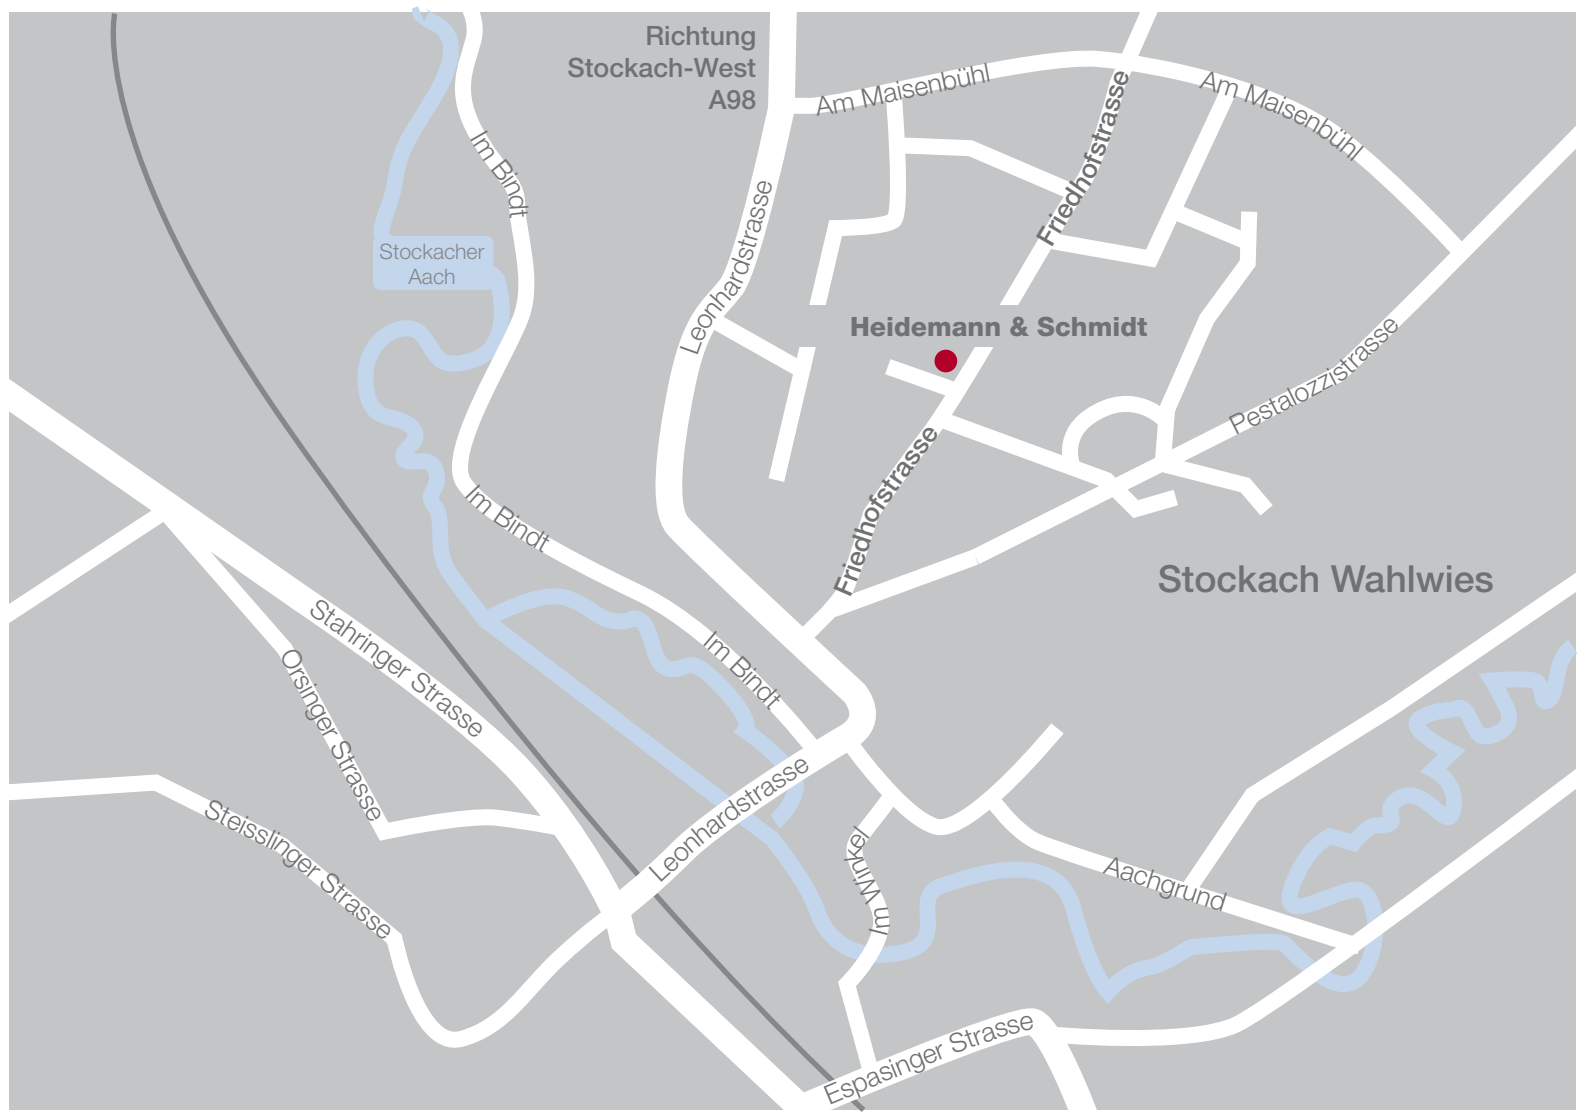 Richtung
Stockach-West
A98
Am Maisenbühl
Am Maisenbühl
Friedhofstrasse
Im Bindt
Leonhardstrasse
Stockacher
Aach
Heidemann & Schmidt
Pestalozzistrasse
Friedhofstrasse
Im Bindt
Stockach Wahlwies
Stahringer Strasse
Im Bindt
Orsinger Strasse
Leonhardstrasse
Steisslinger Strasse
Im Winkel
Aachgrund
Espasinger Strasse